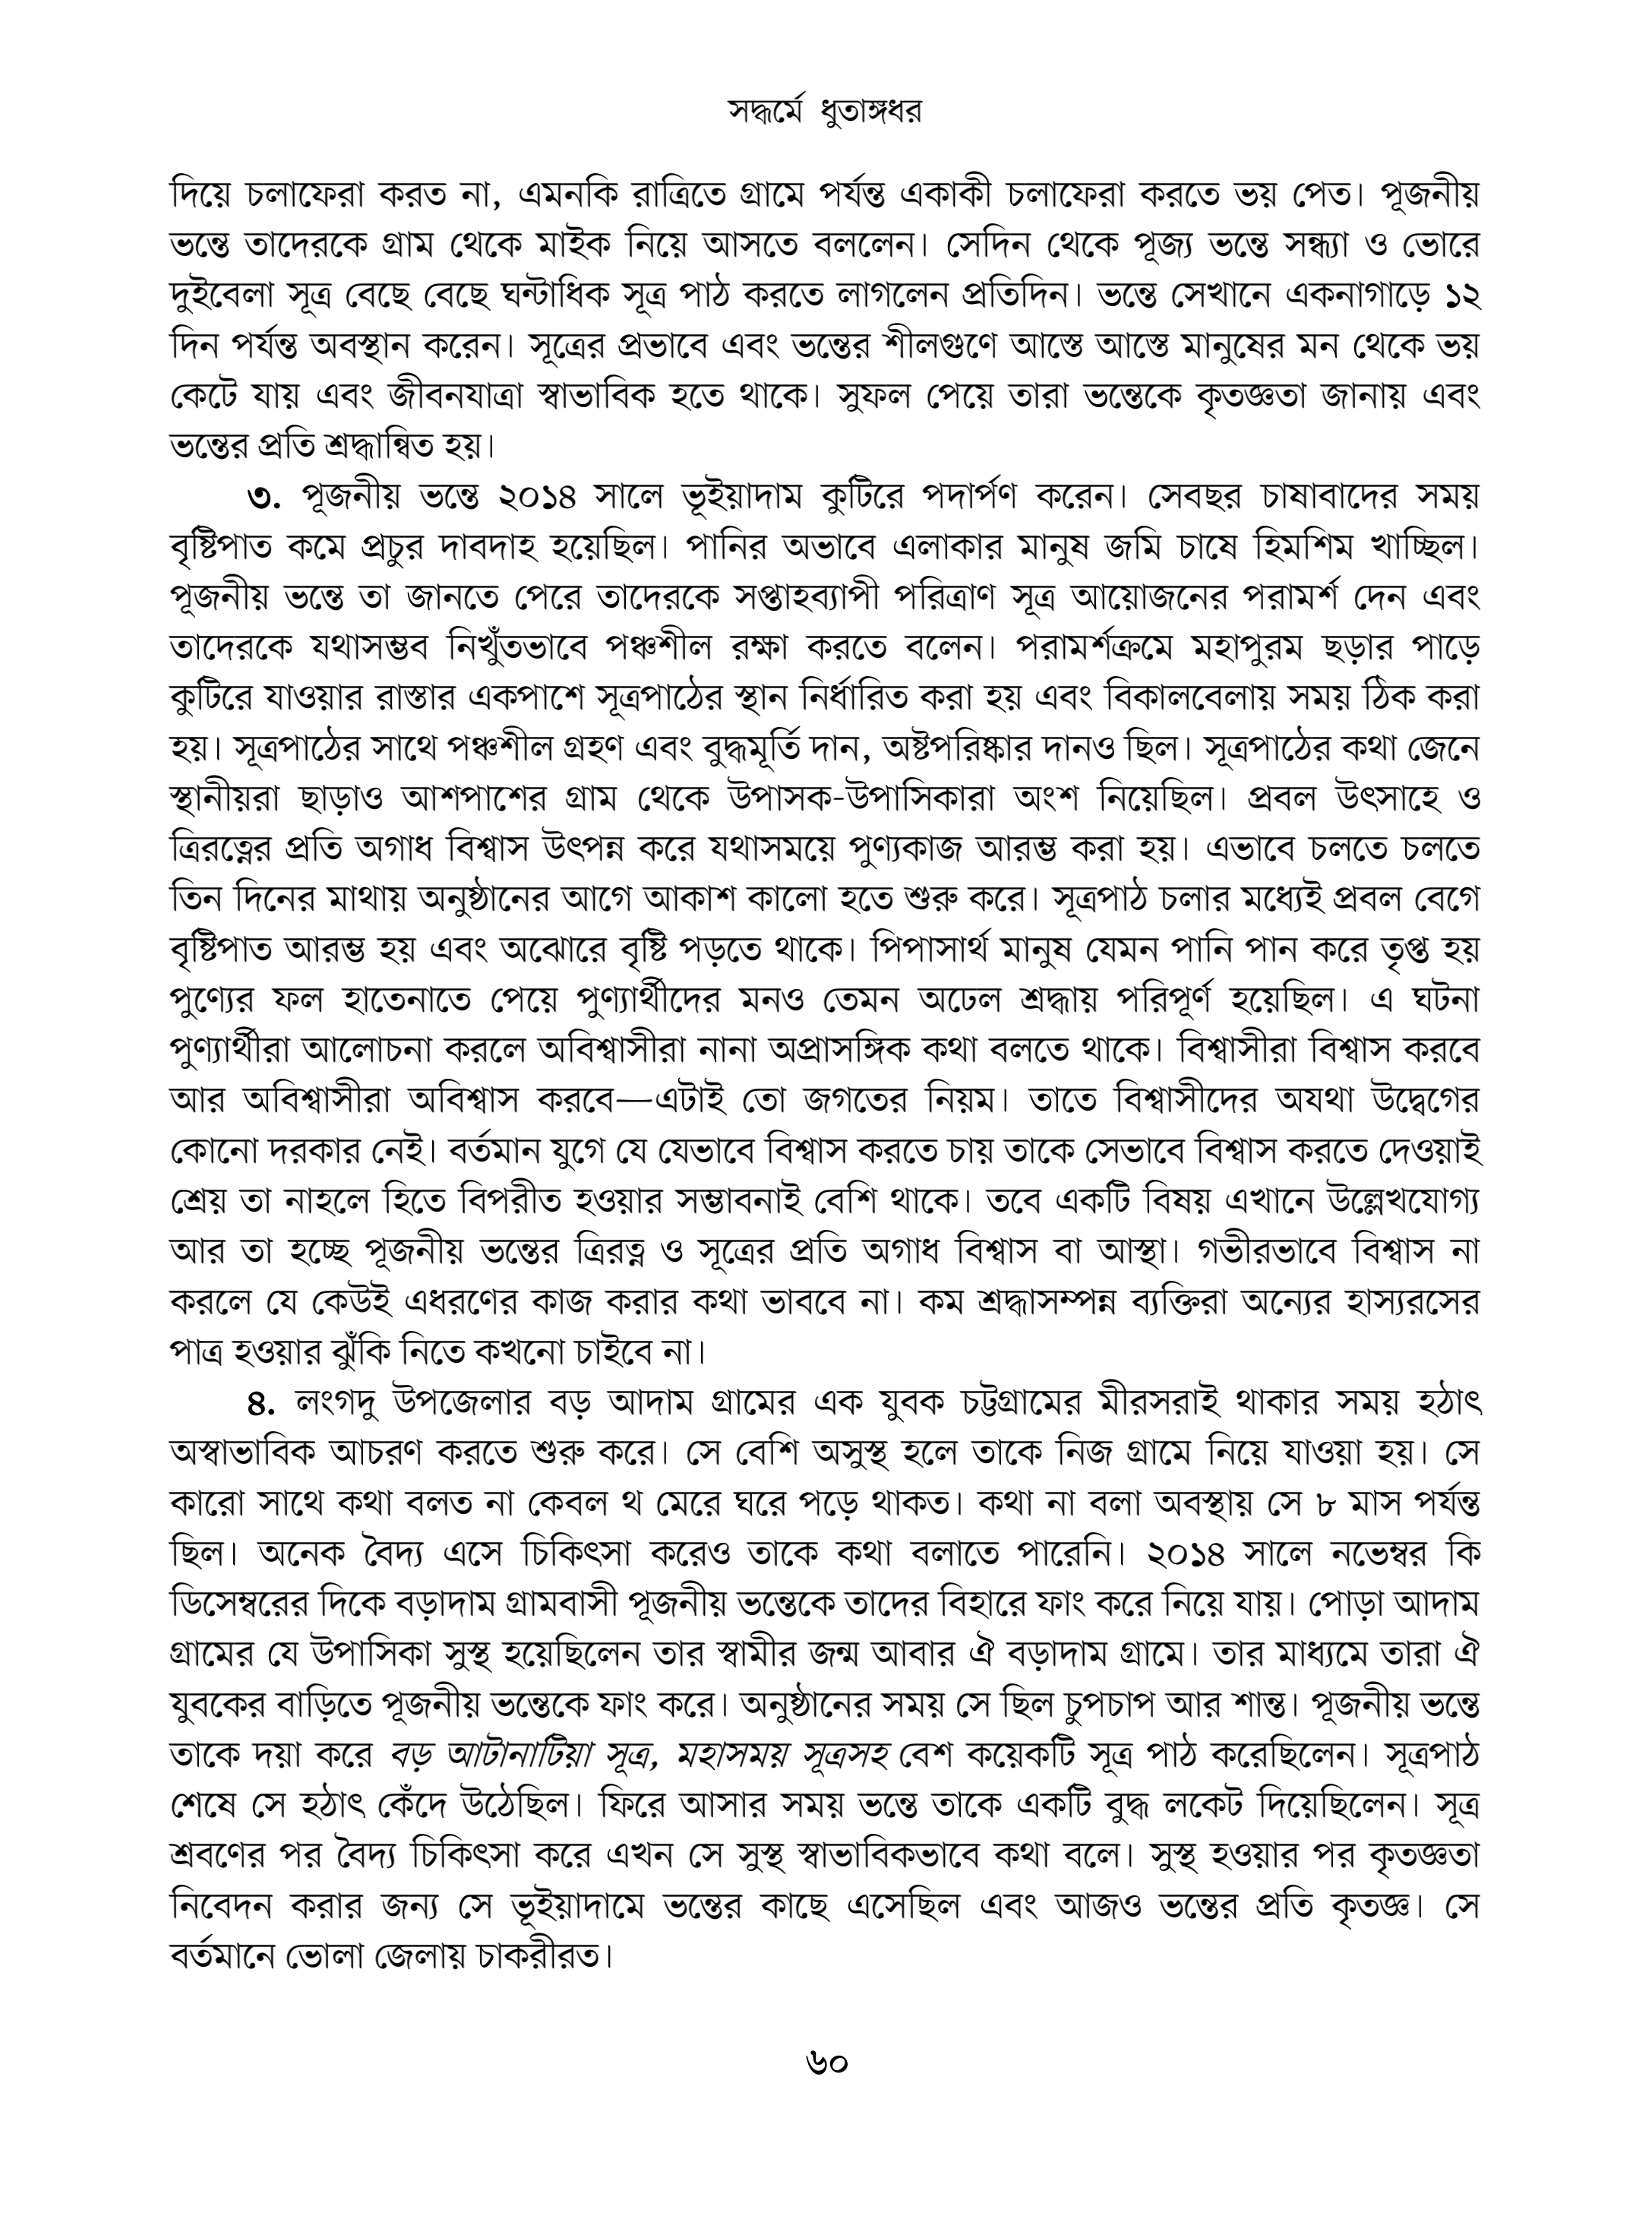 সদ্ধর্মে ধুতাঙ্গধর
দিয়ে চলাফেরা করত না, এমনকি রাত্রিতে গ্রামে পর্যন্ত একাকী চলাফেরা করতে ভয় পেত। পূজনীয়
ভন্তে তাদেরকে গ্রাম থেকে মাইক নিয়ে আসতে বললেন। সেদিন থেকে পূজ্য ভন্তে সন্ধ্যা ও ভোরে
দুইবেলা সূত্র বেছে বেছে ঘন্টাধিক সূত্র পাঠ করতে লাগলেন প্রতিদিন। ভন্তে সেখানে একনাগাড়ে ১২
দিন পর্যন্ত অবস্থান করেন। সূত্রের প্রভাবে এবং ভন্তের শীলগুণে আস্তে আস্তে মানুষের মন থেকে ভয়
কেটে যায় এবং জীবনযাত্রা স্বাভাবিক হতে থাকে। সুফল পেয়ে তারা ভন্তেকে কৃতজ্ঞতা জানায় এবং
ভন্তের প্রতি শ্রদ্ধান্বিত হয়।
৩. পূজনীয় ভন্তে ২০১৪ সালে ভূইয়াদাম কুটিরে পদার্পণ করেন। সেবছর চাষাবাদের সময়
বৃষ্টিপাত কমে প্রচুর দাবদাহ হয়েছিল। পানির অভাবে এলাকার মানুষ জমি চাষে হিমশিম খাচ্ছিল।
পূজনীয় ভন্তে তা জানতে পেরে তাদেরকে সপ্তাহব্যাপী পরিত্রাণ সূত্র আয়োজনের পরামর্শ দেন এবং
তাদেরকে যথাসম্ভব নিখুঁতভাবে পঞ্চশীল রক্ষা করতে বলেন। পরামর্শক্রমে মহাপুরম ছড়ার পাড়ে
কুটিরে যাওয়ার রাস্তার একপাশে সূত্রপাঠের স্থান নির্ধারিত করা হয় এবং বিকালবেলায় সময় ঠিক করা
হয়। সূত্রপাঠের সাথে পঞ্চশীল গ্রহণ এবং বুদ্ধমূর্তি দান, অষ্টপরিষ্কার দানও ছিল। সূত্রপাঠের কথা জেনে
স্থানীয়রা ছাড়াও আশপাশের গ্রাম থেকে উপাসক-উপাসিকারা অংশ নিয়েছিল। প্রবল উৎসাহে ও
ত্রিরত্নের প্রতি অগাধ বিশ্বাস উৎপন্ন করে যথাসময়ে পুণ্যকাজ আরম্ভ করা হয়। এভাবে চলতে চলতে
তিন দিনের মাথায় অনুষ্ঠানের আগে আকাশ কালো হতে শুরু করে। সূত্রপাঠ চলার মধ্যেই প্রবল বেগে
বৃষ্টিপাত আরম্ভ হয় এবং অঝোরে বৃষ্টি পড়তে থাকে। পিপাসার্থ মানুষ যেমন পানি পান করে তৃপ্ত হয়
পুণ্যের ফল হাতেনাতে পেয়ে পুণ্যার্থীদের মনও তেমন অঢেল শ্রদ্ধায় পরিপূর্ণ হয়েছিল। এ ঘটনা
পুণ্যার্থীরা আলোচনা করলে অবিশ্বাসীরা নানা অপ্রাসঙ্গিক কথা বলতে থাকে। বিশ্বাসীরা বিশ্বাস করবে
আর অবিশ্বাসীরা অবিশ্বাস করবে—এটাই তো জগতের নিয়ম। তাতে বিশ্বাসীদের অযথা উদ্বেগের
কোনো দরকার নেই। বর্তমান যুগে যে যেভাবে বিশ্বাস করতে চায় তাকে সেভাবে বিশ্বাস করতে দেওয়াই
শ্রেয় তা নাহলে হিতে বিপরীত হওয়ার সম্ভাবনাই বেশি থাকে। তবে একটি বিষয় এখানে উল্লেখযোগ্য
আর তা হচ্ছে পূজনীয় ভন্তের ত্রিরত্ন ও সূত্রের প্রতি অগাধ বিশ্বাস বা আস্থা। গভীরভাবে বিশ্বাস না
করলে যে কেউই এধরণের কাজ করার কথা ভাববে না। কম শ্রদ্ধাসম্পন্ন ব্যক্তিরা অন্যের হাস্যরসের
পাত্র হওয়ার ঝুঁকি নিতে কখনো চাইবে না।
৪. লংগদু উপজেলার বড় আদাম গ্রামের এক যুবক চট্টগ্রামের মীরসরাই থাকার সময় হঠাৎ
অস্বাভাবিক আচরণ করতে শুরু করে। সে বেশি অসুস্থ হলে তাকে নিজ গ্রামে নিয়ে যাওয়া হয়। সে
কারো সাথে কথা বলত না কেবল থ মেরে ঘরে পড়ে থাকত। কথা না বলা অবস্থায় সে ৮ মাস পর্যন্ত
ছিল। অনেক বৈদ্য এসে চিকিৎসা করেও তাকে কথা বলাতে পারেনি। ২০১৪ সালে নভেম্বর কি
ডিসেম্বরের দিকে বড়াদাম গ্রামবাসী পূজনীয় ভন্তেকে তাদের বিহারে ফাং করে নিয়ে যায়। পোড়া আদাম
গ্রামের যে উপাসিকা সুস্থ হয়েছিলেন তার স্বামীর জন্ম আবার ঐ বড়াদাম গ্রামে। তার মাধ্যমে তারা ঐ
যুবকের বাড়িতে পূজনীয় ভন্তেকে ফাং করে। অনুষ্ঠানের সময় সে ছিল চুপচাপ আর শান্ত। পূজনীয় ভন্তে
তাকে দয়া করে বড় আটানাটিয়া সূত্র, মহাসময় সূত্রসহ বেশ কয়েকটি সূত্র পাঠ করেছিলেন। সূত্রপাঠ
শেষে সে হঠাৎ কেঁদে উঠেছিল। ফিরে আসার সময় ভন্তে তাকে একটি বুদ্ধ লকেট দিয়েছিলেন। সূত্র
শ্রবণের পর বৈদ্য চিকিৎসা করে এখন সে সুস্থ স্বাভাবিকভাবে কথা বলে। সুস্থ হওয়ার পর কৃতজ্ঞতা
নিবেদন করার জন্য সে ভূইয়াদামে ভন্তের কাছে এসেছিল এবং আজও ভন্তের প্রতি কৃতজ্ঞ। সে
বর্তমানে ভোলা জেলায় চাকরীরত।
৬০